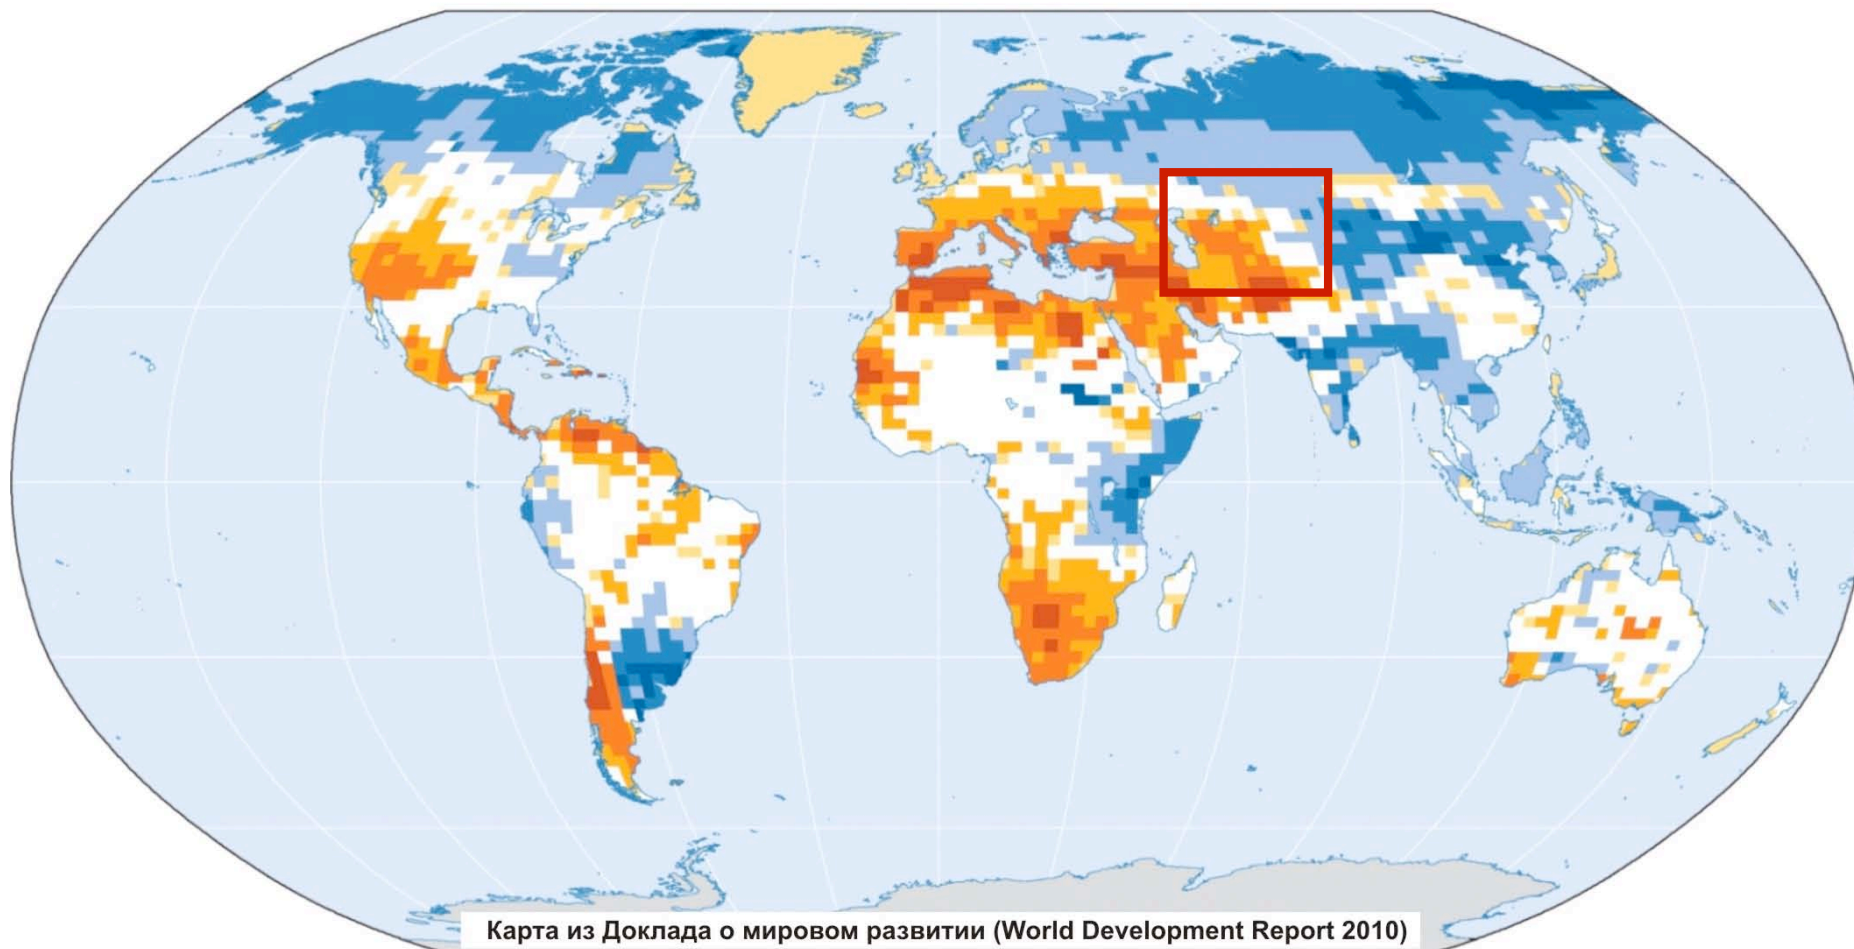 Карта из Доклада о мировом развитии (World Development Report 2010)